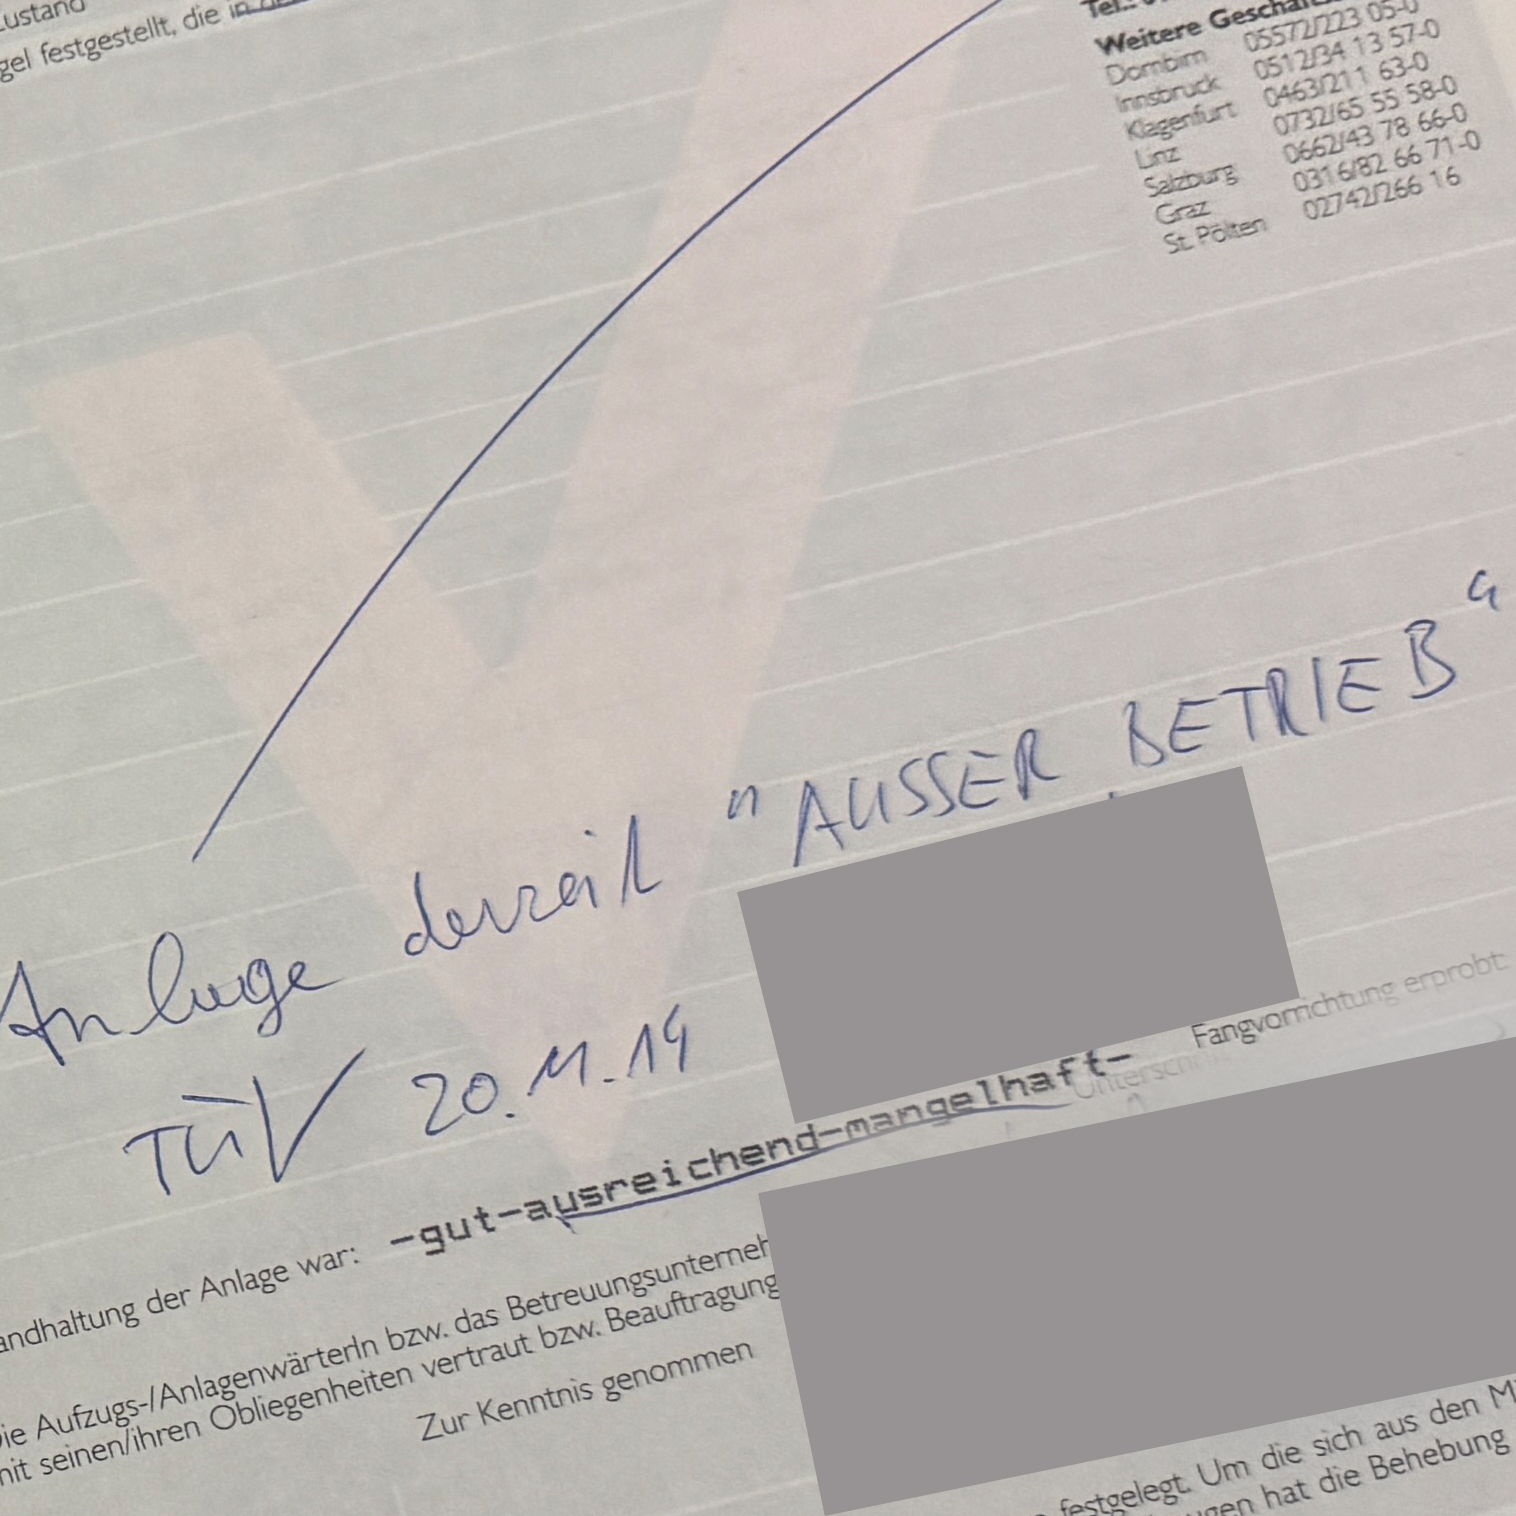 ustand
gel festgestellt, die in
Weitere
Dornbirn 05572/223 05-0
Innsbruck 0512/34 13 57-0
Klagenfurt 0463/211 63-0
Linz 0732/65 55 58-0
Salzburg 0662/43 78 66-0
Graz 0316/82 66 71-0
St. Pölten 02742/266 16
Anlage derzeit "AUSSER BETRIEB"
TÜV 20.11.19
Fangvorrichtung erprobt:
andhaltung der Anlage war: -gut-ausreichend-mangelhaft-
ie Aufzugs-/AnlagenwärterIn bzw. das Betreuungsunterneh
nit seinen/ihren Obliegenheiten vertraut bzw. Beauftragung
Zur Kenntnis genommen
festgelegt. Um die sich aus den M
gen hat die Behebung